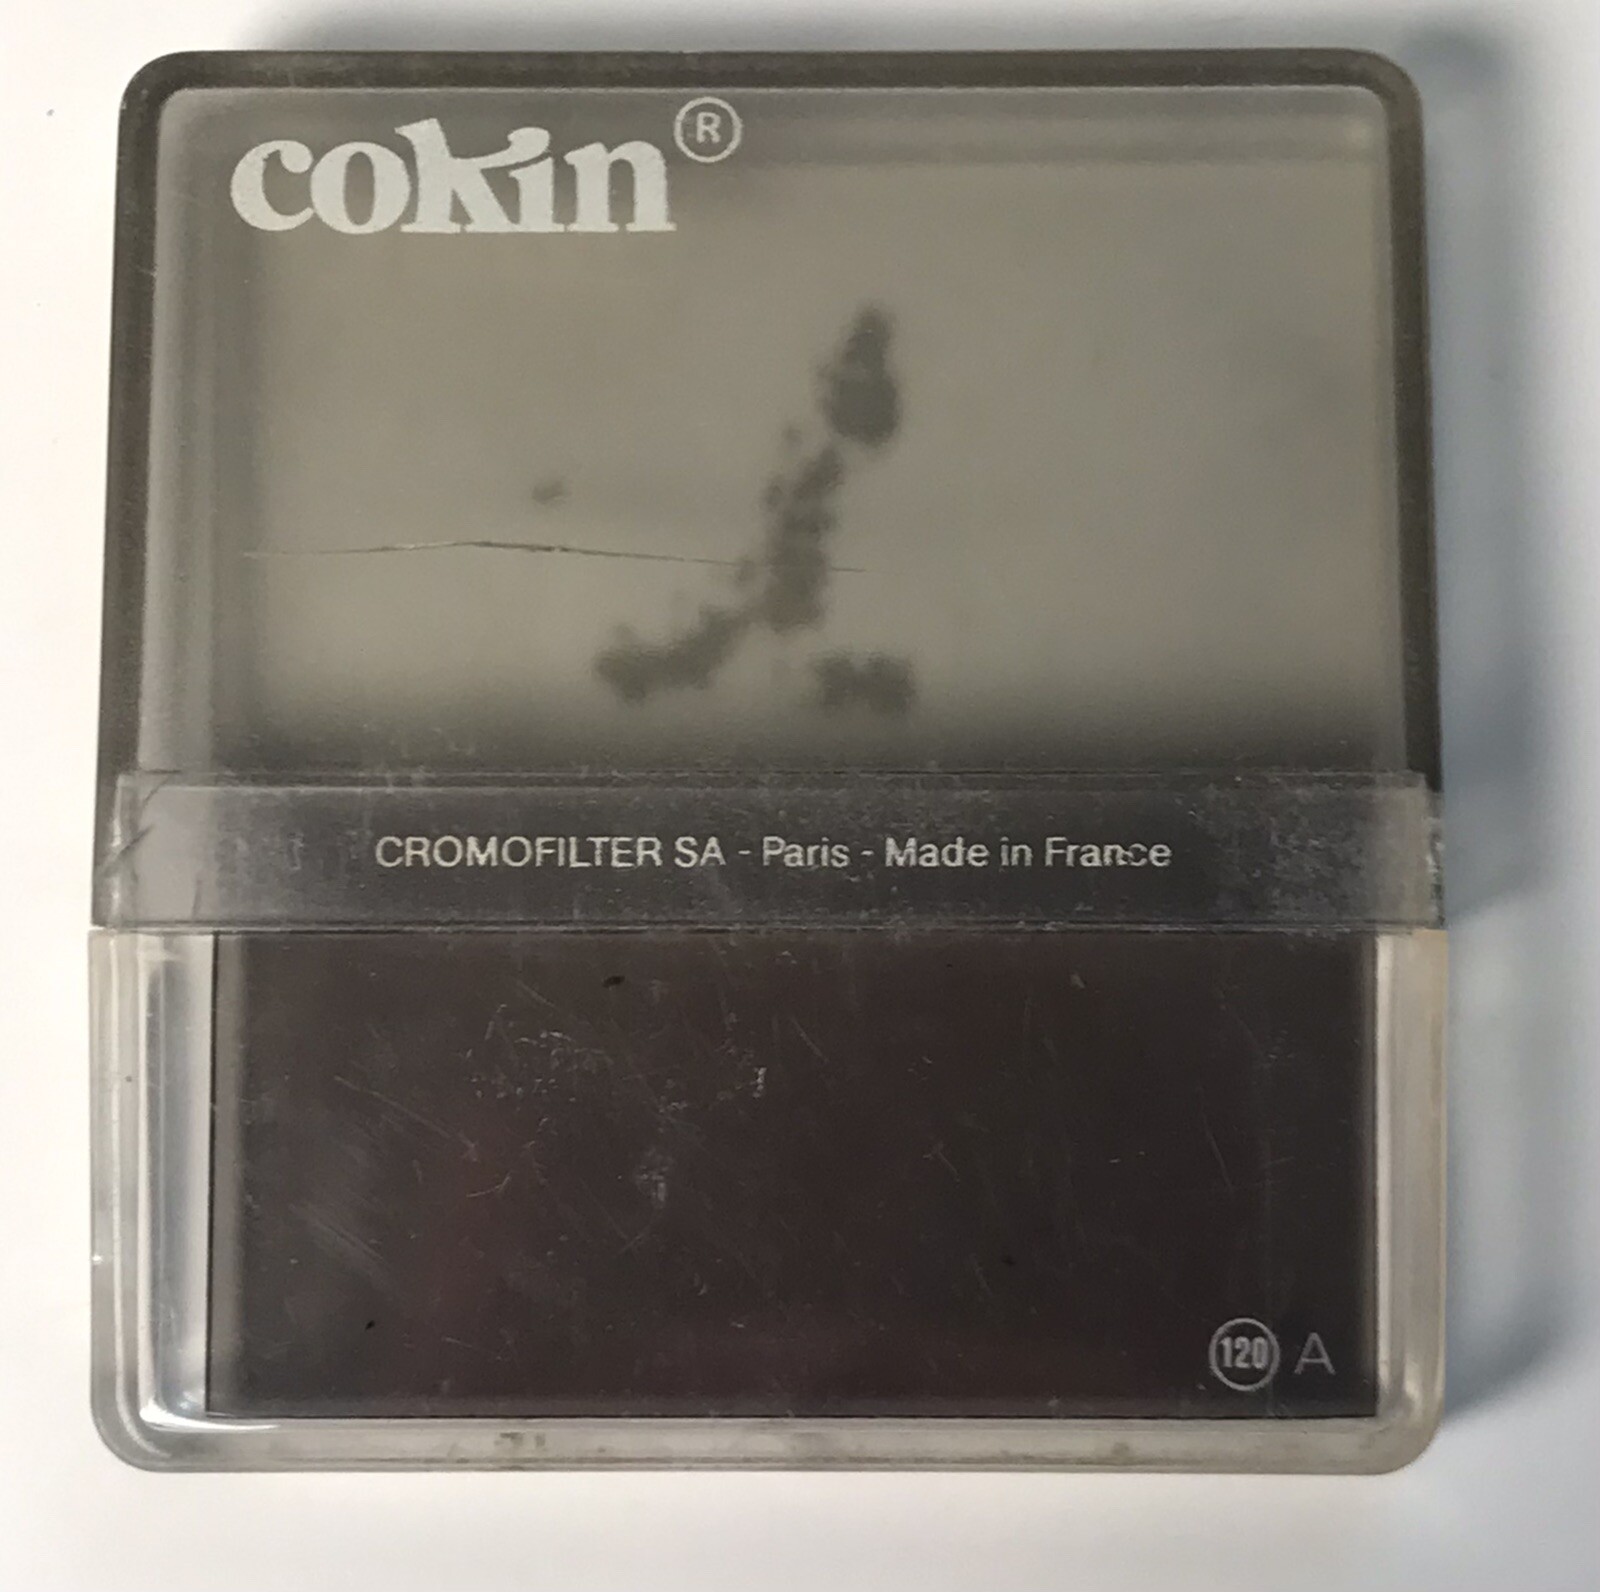 cokin®
CROMOFILTER SA - Paris - Made in France
120 A